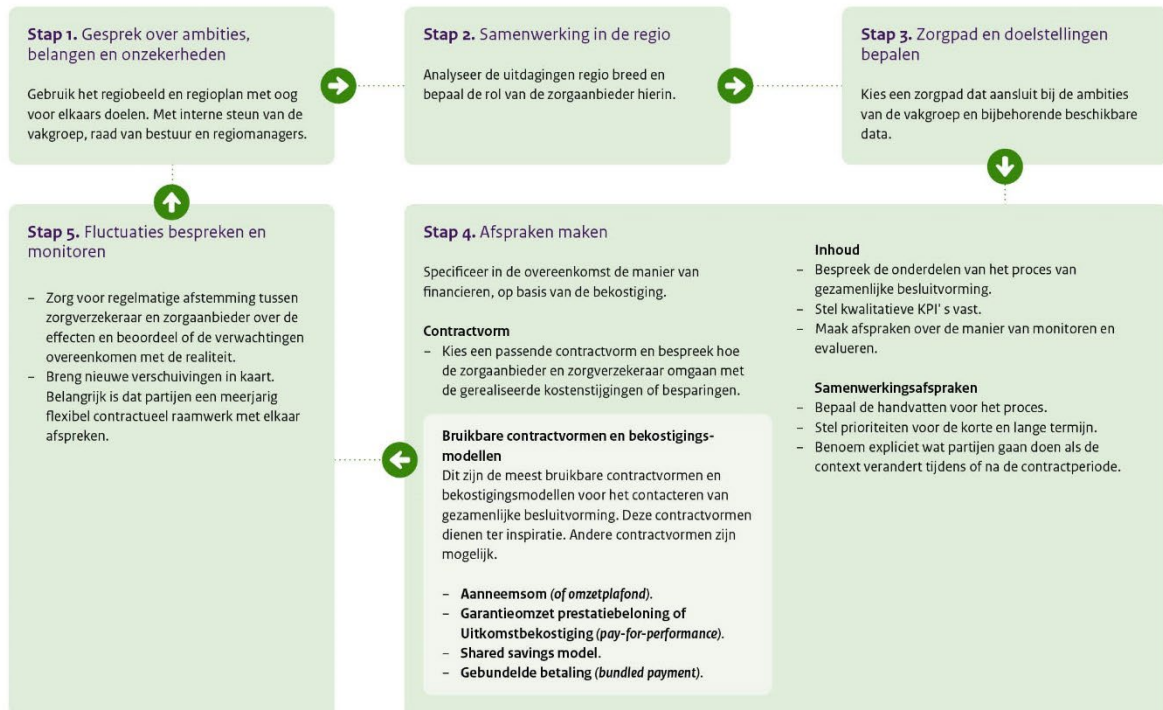 Stap 1. Gesprek over ambities,
belangen en onzekerheden
Gebruik het regiobeeld en regioplan met oog
voor elkaars doelen. Met interne steun van de
vakgroep, raad van bestuur en regiomanagers.
Stap 2. Samenwerking in de regio
Analyseer de uitdagingen regio breed en
bepaal de rol van de zorgaanbieder hierin.
Stap 3. Zorgpad en doelstellingen
bepalen
Kies een zorgpad dat aansluit bij de ambities
van de vakgroep en bijbehorende beschikbare
data.
Stap 4. Afspraken maken
Specificeer in de overeenkomst de manier van
financieren, op basis van de bekostiging.
Contractvorm
– Kies een passende contractvorm en bespreek hoe
de zorgaanbieder en zorgverzekeraar omgaan met
de gerealiseerde kostenstijgingen of besparingen.
Bruikbare contractvormen en bekostigings-
modellen
Dit zijn de meest bruikbare contractvormen en
bekostigingsmodellen voor het contacteren van
gezamenlijke besluitvorming. Deze contractvormen
dienen ter inspiratie. Andere contractvormen zijn
mogelijk.
– Aanneemsom (of omzetplafond).
– Garantieomzet prestatiebeloning of
Uitkomstbekostiging (pay-for-performance).
– Shared savings model.
– Gebundelde betaling (bundled payment).
Inhoud
– Bespreek de onderdelen van het proces van
gezamenlijke besluitvorming.
– Stel kwalitatieve KPI' s vast.
– Maak afspraken over de manier van monitoren en
evalueren.
Samenwerkingsafspraken
– Bepaal de handvatten voor het proces.
– Stel prioriteiten voor de korte en lange termijn.
– Benoem expliciet wat partijen gaan doen als de
context verandert tijdens of na de contractperiode.
Stap 5. Fluctuaties bespreken en
monitoren
– Zorg voor regelmatige afstemming tussen
zorgverzekeraar en zorgaanbieder over de
effecten en beoordeel of de verwachtingen
overeenkomen met de realiteit.
– Breng nieuwe verschuivingen in kaart.
Belangrijk is dat partijen een meerjarig
flexibel contractueel raamwerk met elkaar
afspreken.